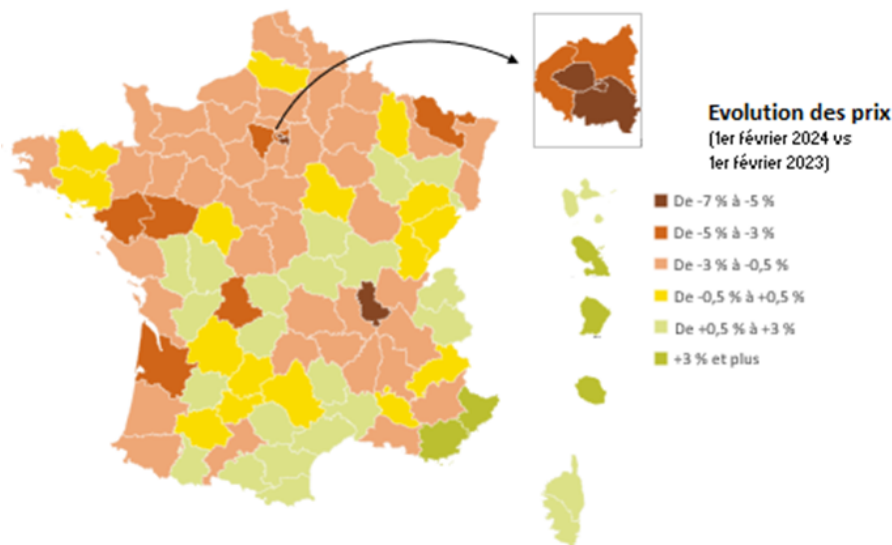 Evolution des prix
(1er février 2024 vs
1er février 2023)
De -7 % à -5 %
De -5 % à -3 %
De -3 % à -0,5 %
De -0,5 % à +0,5 %
De +0,5 % à +3 %
+3 % et plus